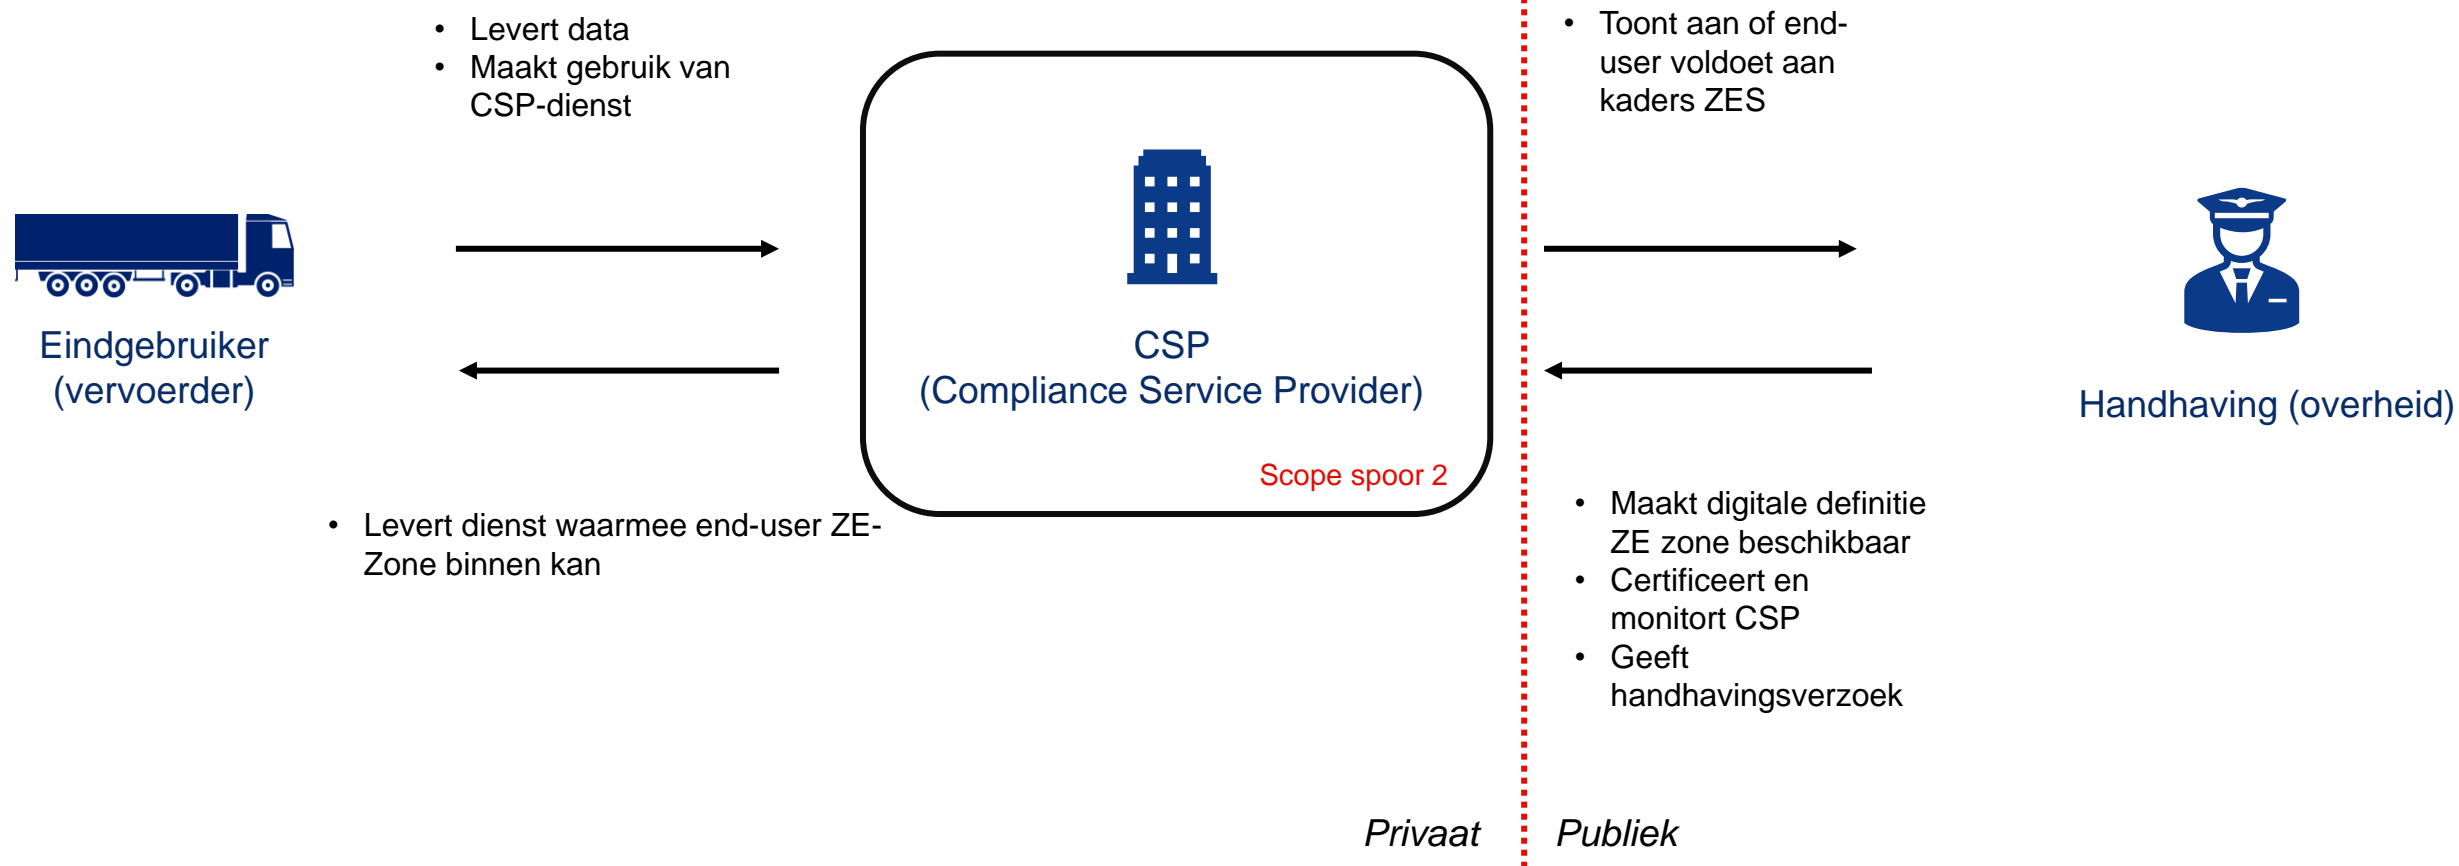 • Levert data
• Maakt gebruik van
CSP-dienst
• Toont aan of end-
user voldoet aan
kaders ZES
Eindgebruiker
(vervoerder)
CSP
(Compliance Service Provider)
Scope spoor 2
Handhaving (overheid)
• Levert dienst waarmee end-user ZE-
Zone binnen kan
• Maakt digitale definitie
ZE zone beschikbaar
• Certificeert en
monitort CSP
• Geeft
handhavingsverzoek
Privaat
Publiek